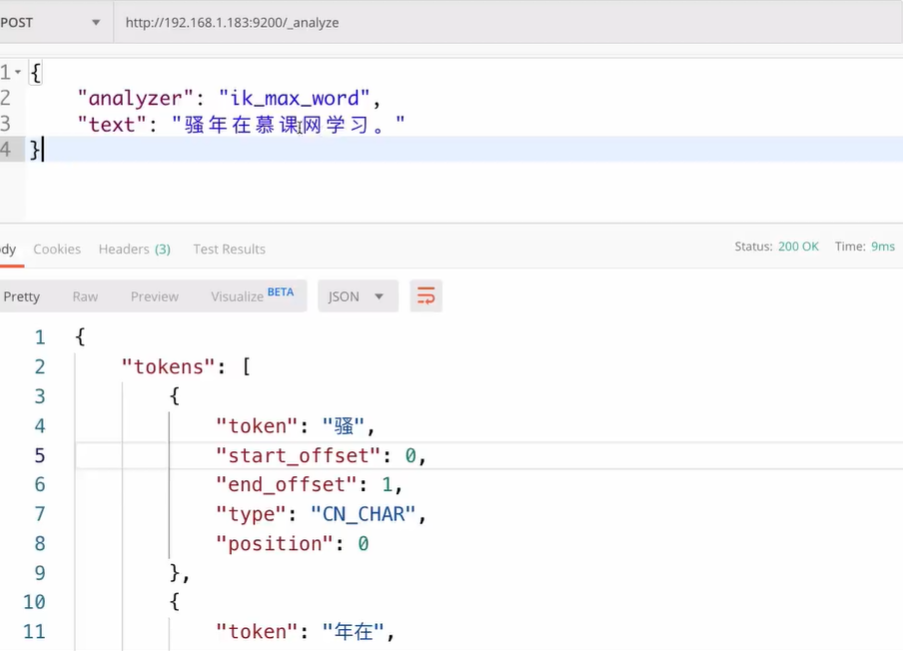 POST http://192.168.1.183:9200/_analyze
1 {
2 "analyzer": "ik_max_word",
3 "text": "骚年在慕课网学习。"
4 }
Cookies Headers (3) Test Results Status: 200 OK Time: 9ms
Pretty Raw Preview Visualize BETA JSON
1 {
2 "tokens": [
3 {
4 "token": "骚",
5 "start_offset": 0,
6 "end_offset": 1,
7 "type": "CN_CHAR",
8 "position": 0
9 },
10 {
11 "token": "年在",